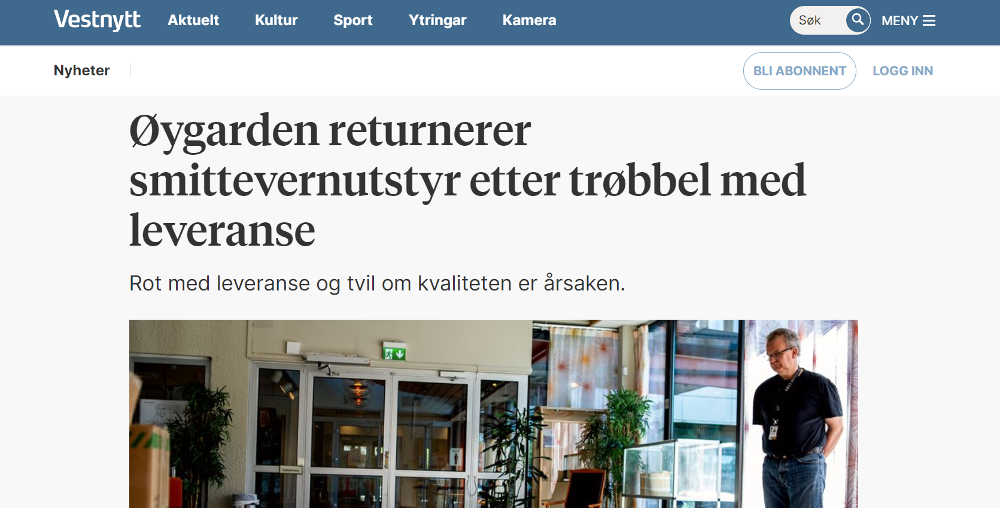 Vestnytt Aktuelt Kultur Sport Ytringar Kamera Søk MENY
Nyheter BLI ABONNENT LOGG INN
Øygarden returnerer
smittevernutstyr etter trøbbel med
leveranse
Rot med leveranse og tvil om kvaliteten er årsaken.